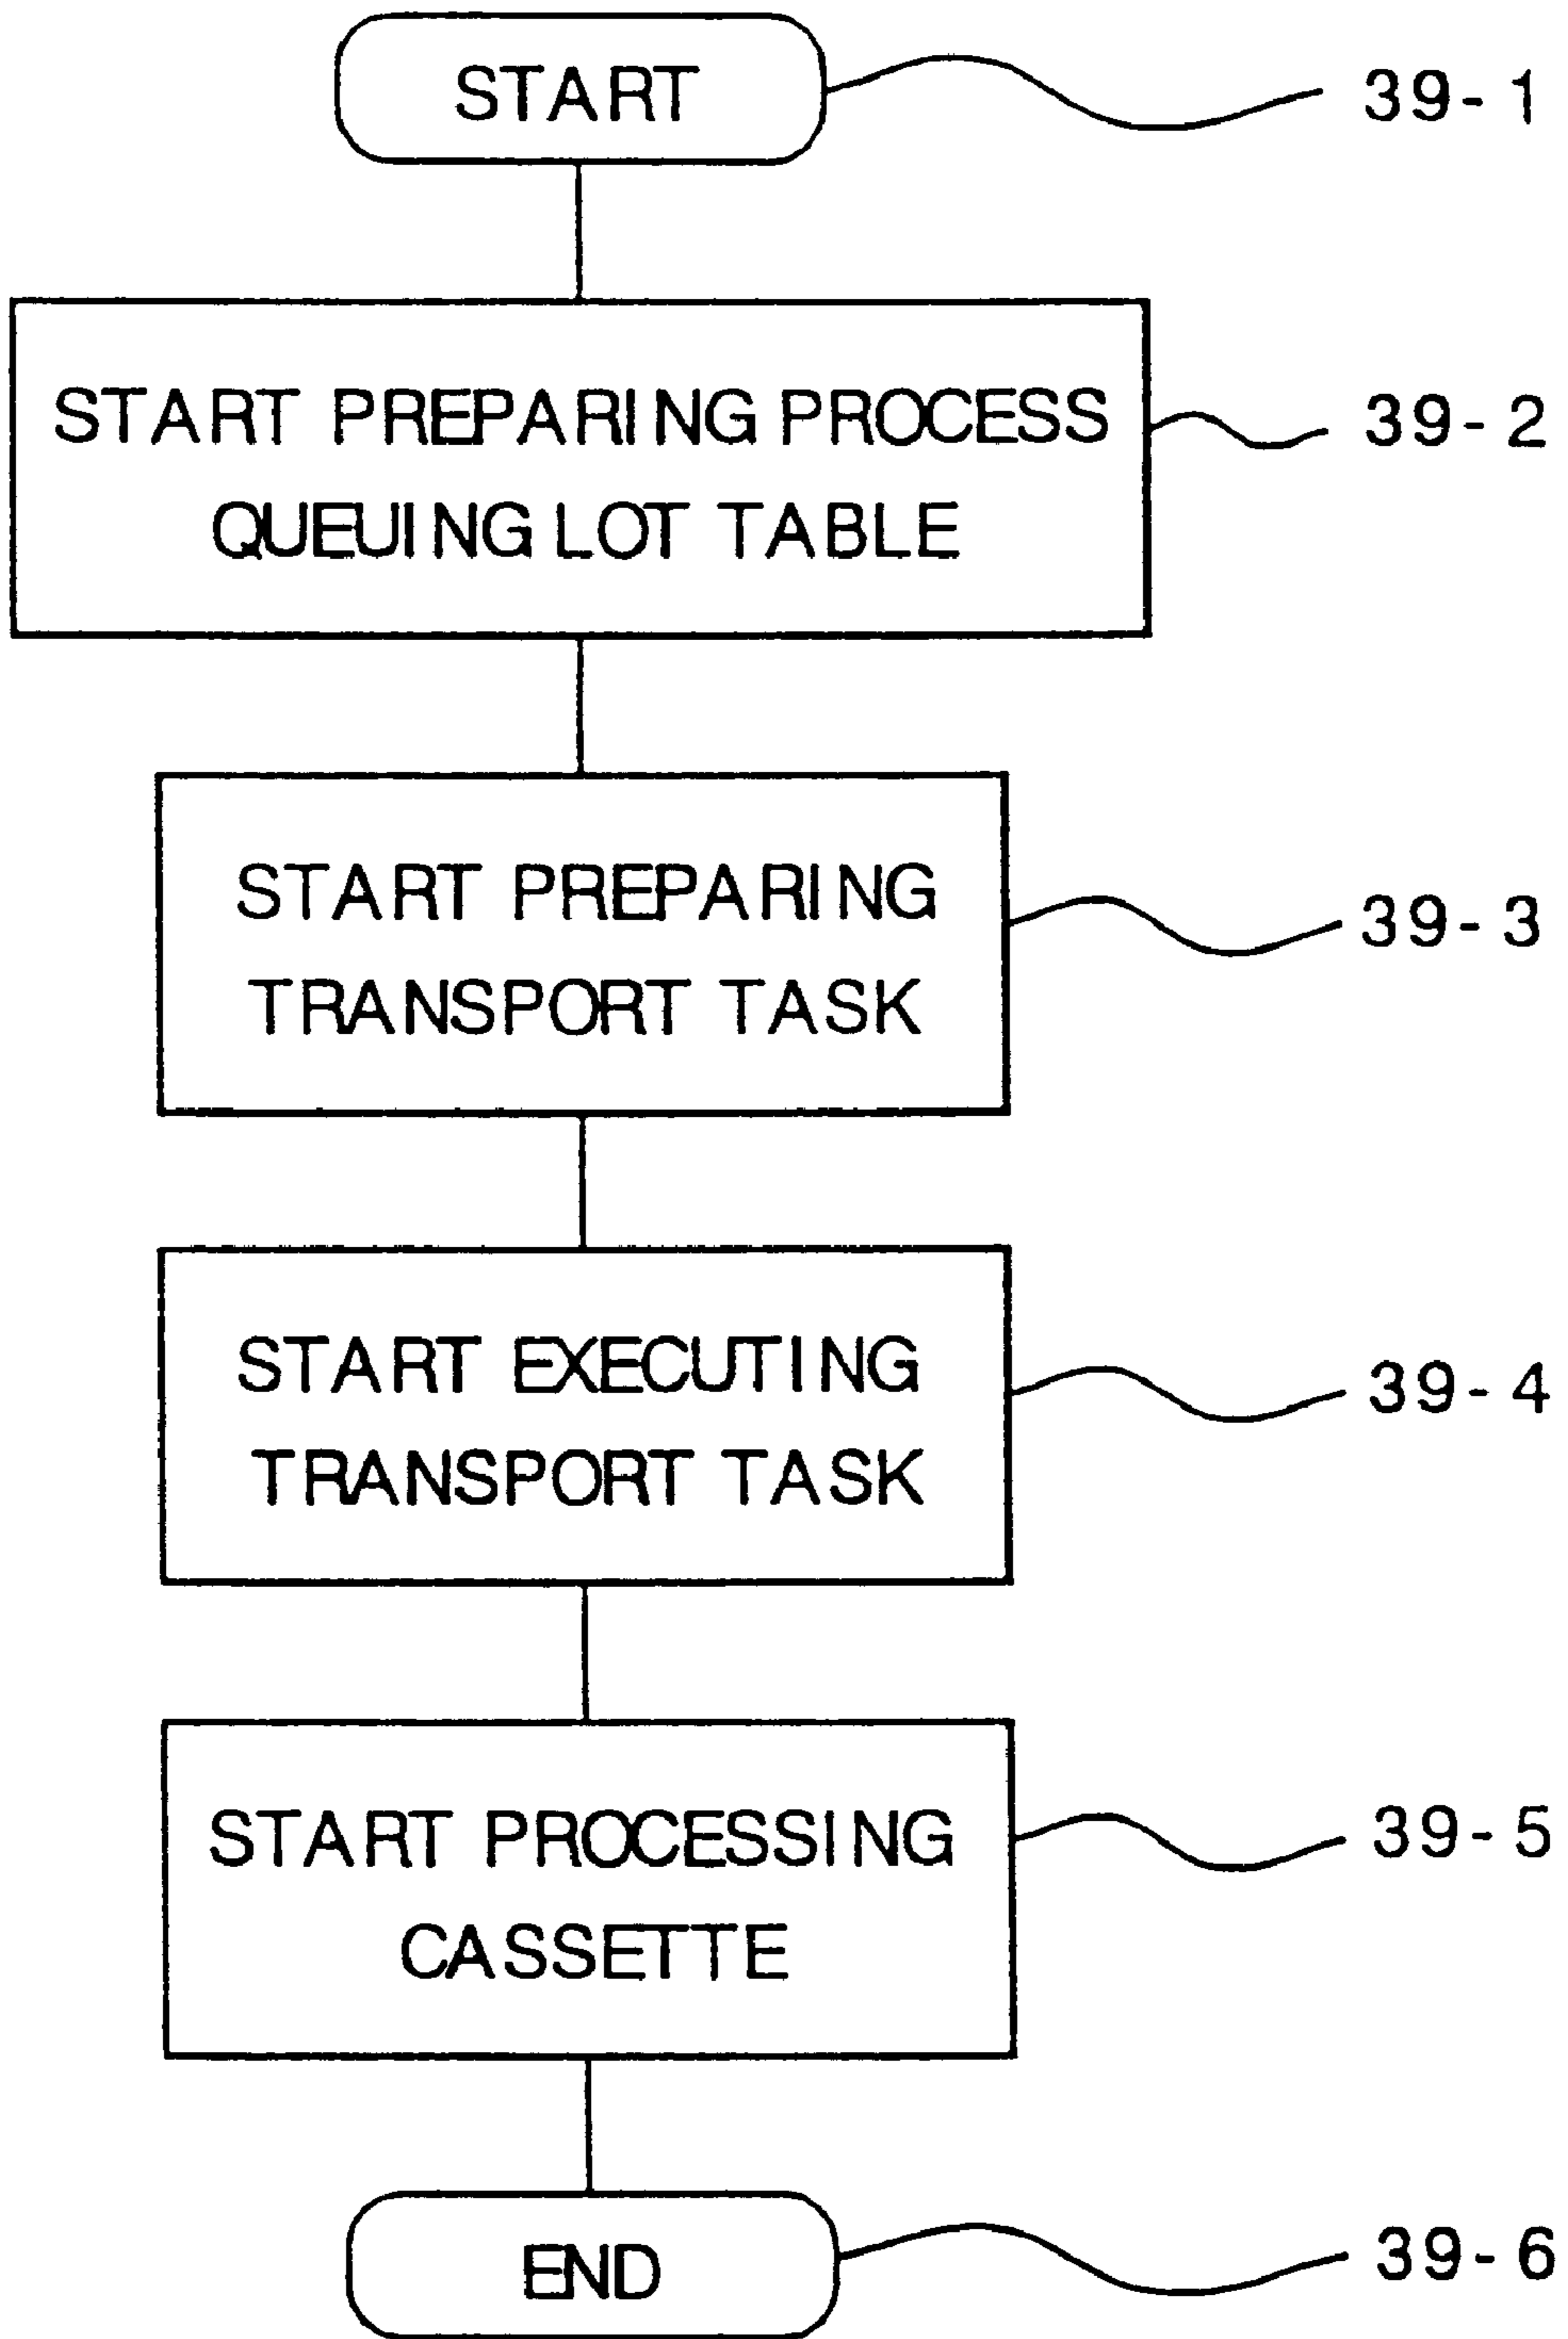 START
39-1
START PREPARING PROCESS
QUEUING LOT TABLE
39-2
START PREPARING
TRANSPORT TASK
39-3
START EXECUTING
TRANSPORT TASK
39-4
START PROCESSING
CASSETTE
39-5
END
39-6